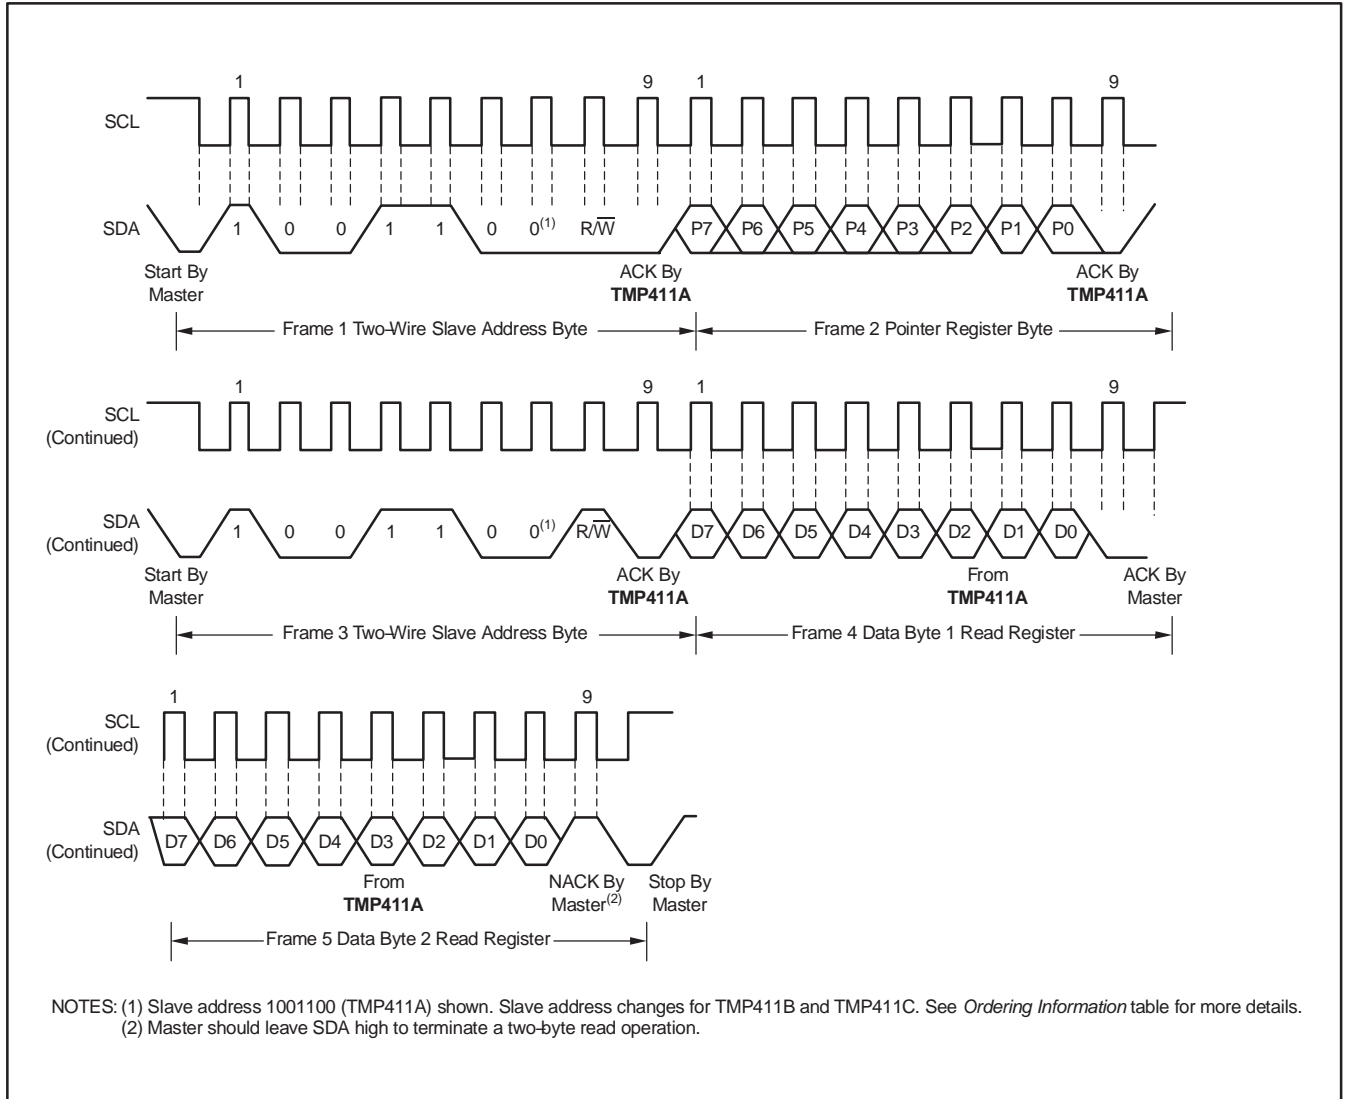 1 9 1 9
SCL
SDA
1 0 0 1 1 0 0(1) R/W̅ P7 P6 P5 P4 P3 P2 P1 P0
Start By
Master
ACK By
TMP411A
ACK By
TMP411A
Frame 1 Two-Wire Slave Address Byte
Frame 2 Pointer Register Byte
1 9 1 9
SCL
(Continued)
SDA
(Continued)
1 0 0 1 1 0 0(1) R/W̅ D7 D6 D5 D4 D3 D2 D1 D0
Start By
Master
ACK By
TMP411A
From
TMP411A
ACK By
Master
Frame 3 Two-Wire Slave Address Byte
Frame 4 Data Byte 1 Read Register
1 9
SCL
(Continued)
SDA
(Continued)
D7 D6 D5 D4 D3 D2 D1 D0
From
TMP411A
NACK By
Master(2)
Stop By
Master
Frame 5 Data Byte 2 Read Register
NOTES: (1) Slave address 1001100 (TMP411A) shown. Slave address changes for TMP411B and TMP411C. See Ordering Information table for more details.
(2) Master should leave SDA high to terminate a two-byte read operation.